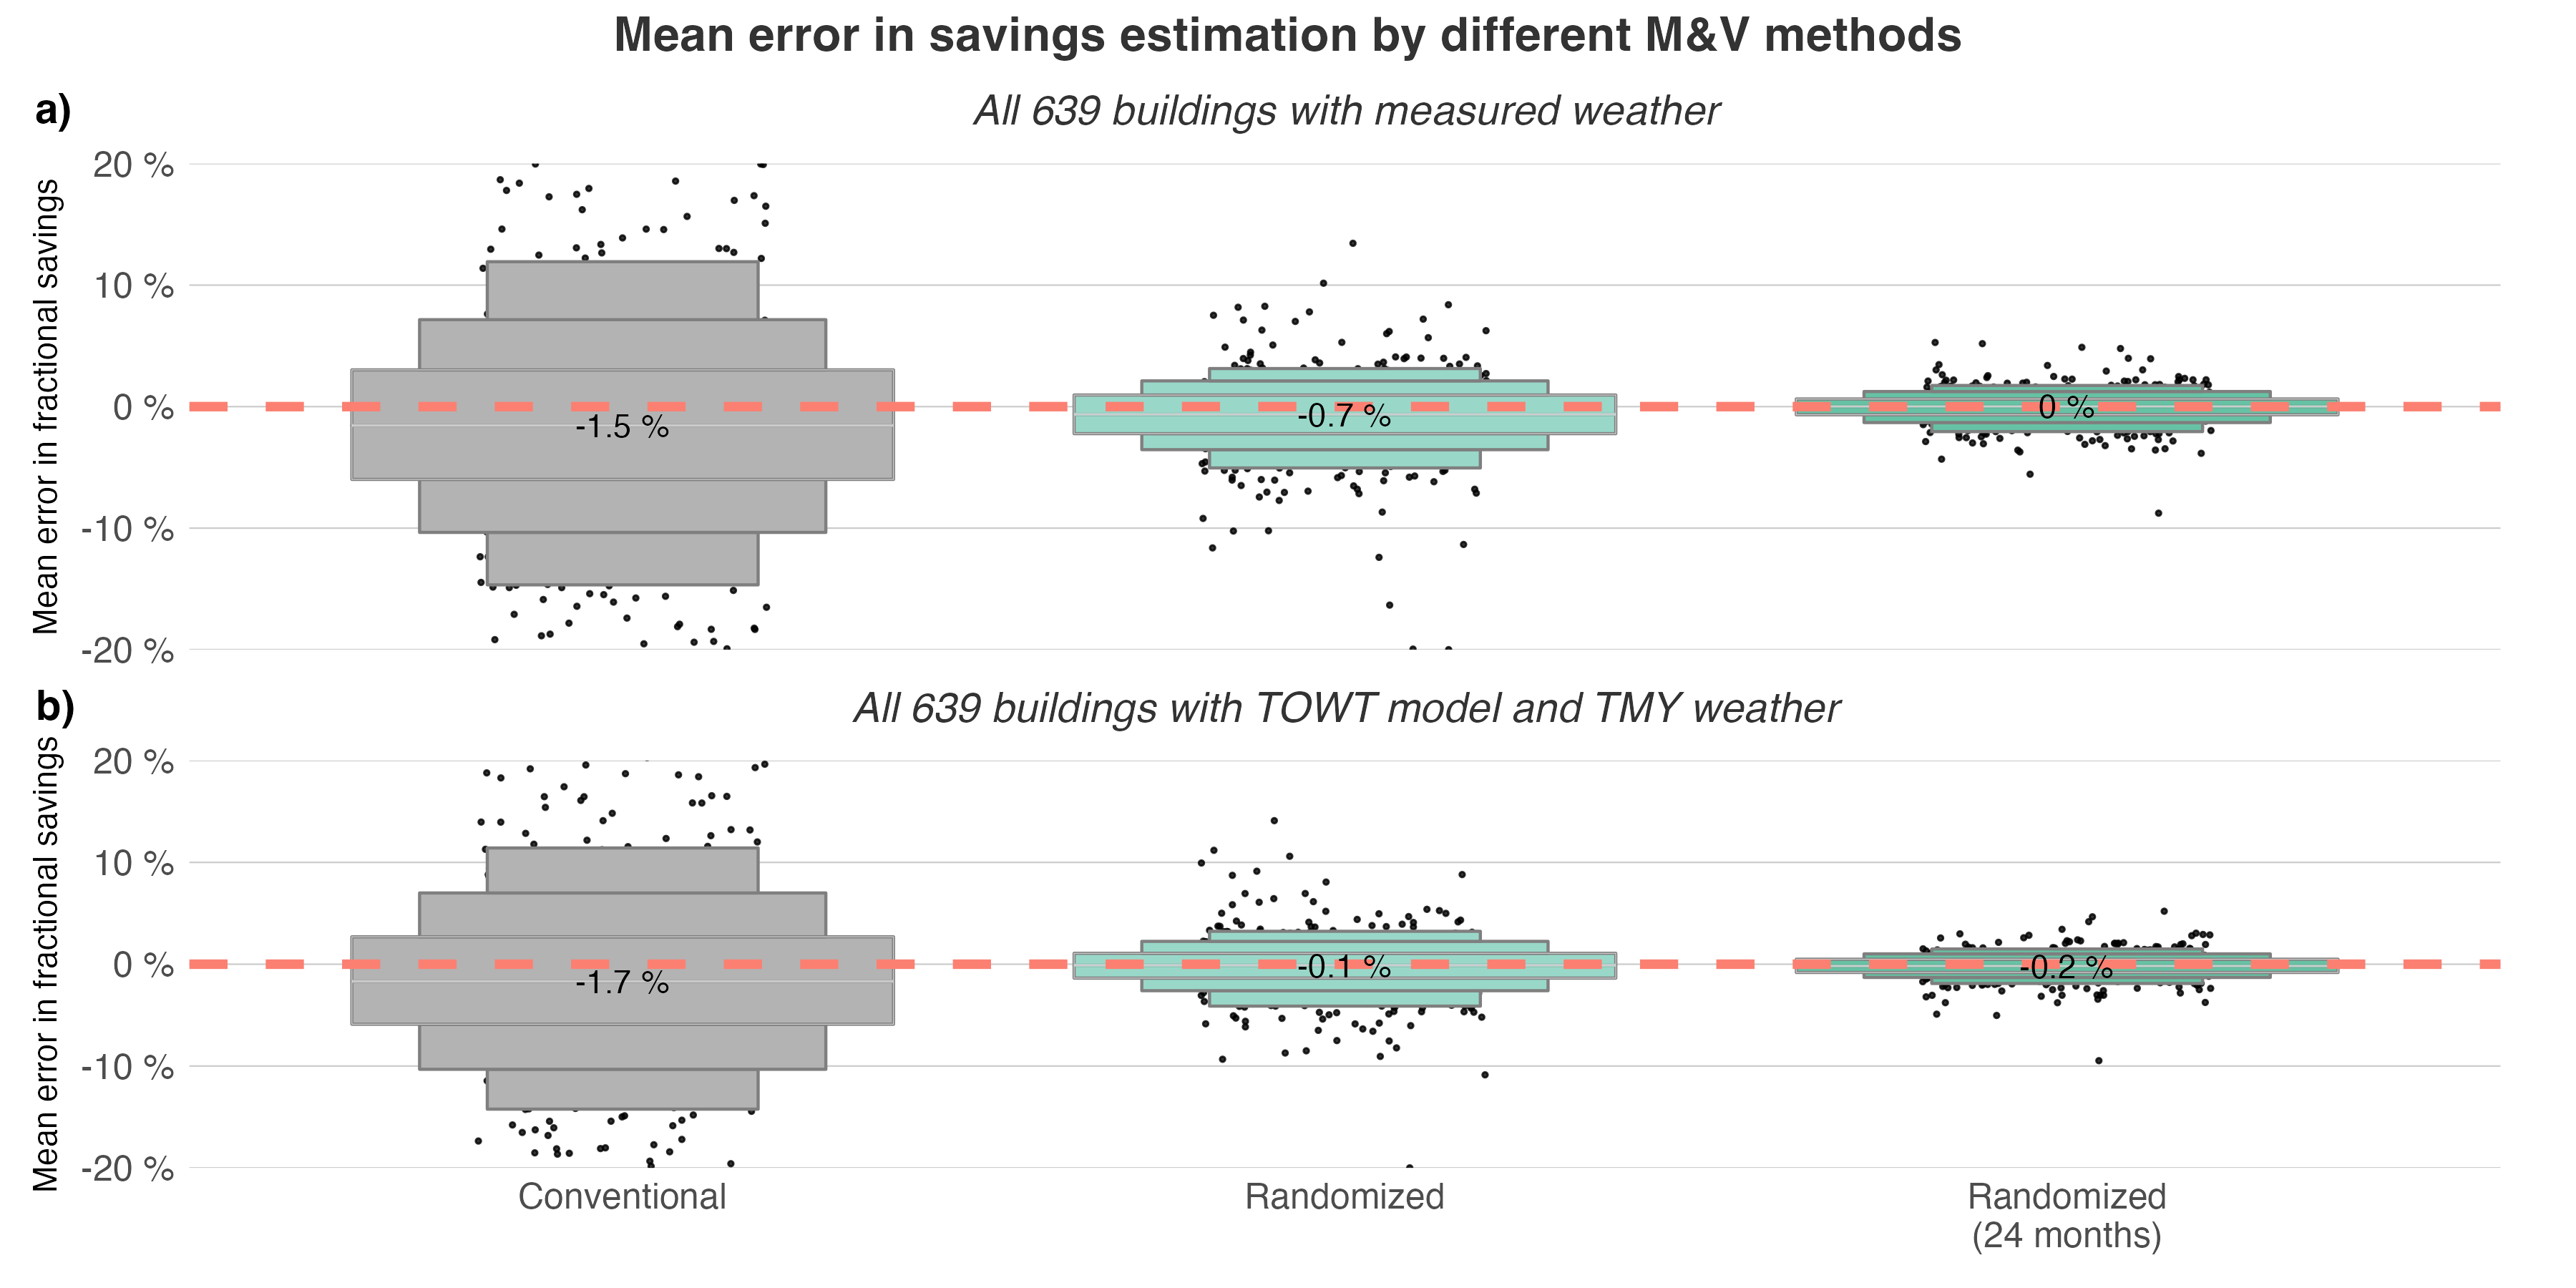 Mean error in savings estimation by different M&V methods
a)
All 639 buildings with measured weather
Mean error in fractional savings
20 %
10 %
0 %
-10 %
-20 %
-1.5 %
-0.7 %
0 %
b)
All 639 buildings with TOWT model and TMY weather
Mean error in fractional savings
20 %
10 %
0 %
-10 %
-20 %
-1.7 %
-0.1 %
-0.2 %
Conventional
Randomized
Randomized
(24 months)